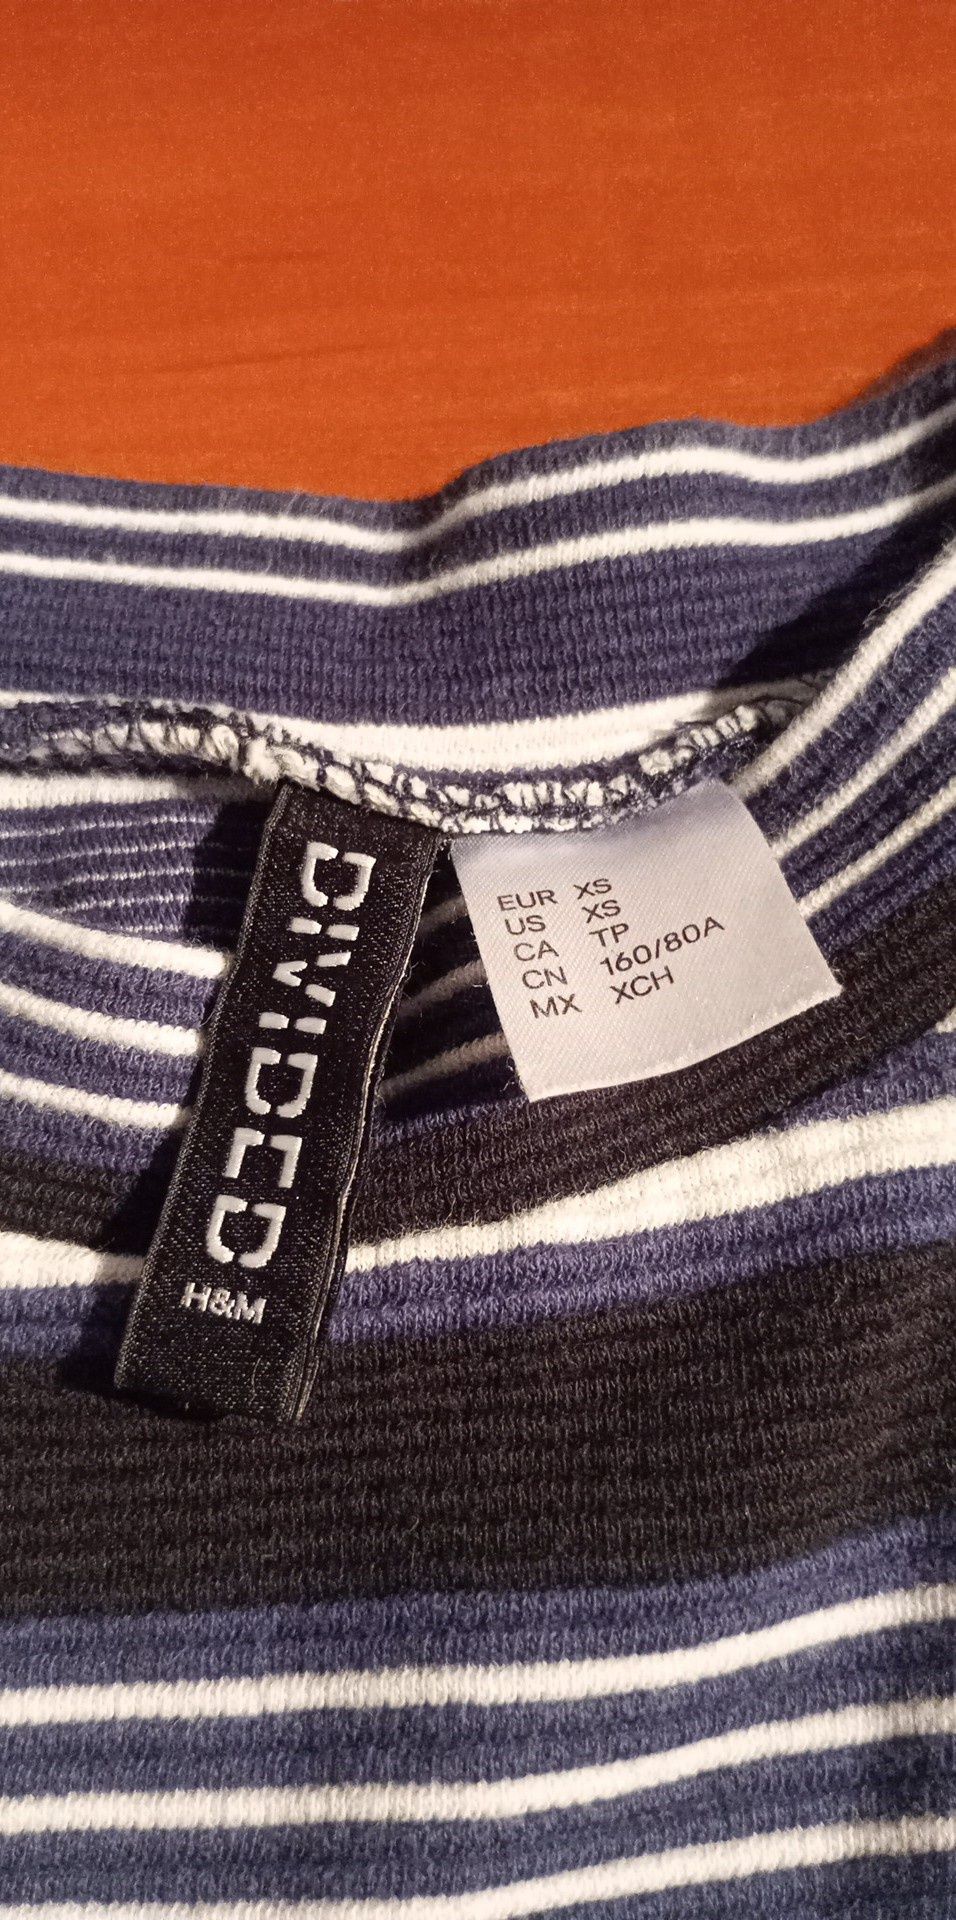 DIVIDED
H&M
EUR XS
US XS
CA TP
CN 160/80A
MX XCH